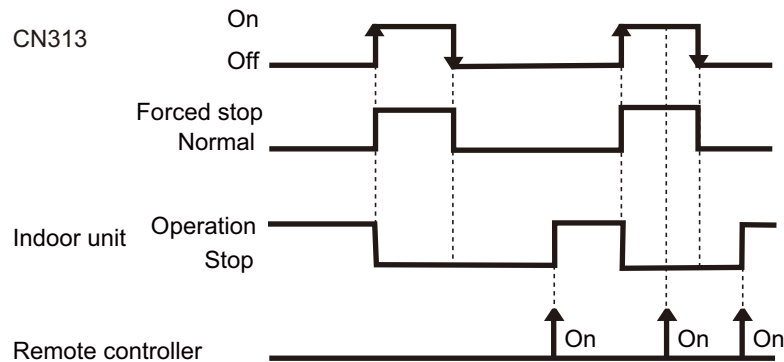 On
CN313
Off
Forced stop
Normal
Operation
Indoor unit
Stop
On
On
On
Remote controller